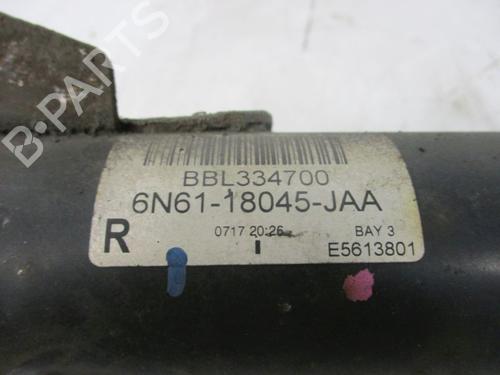 B-PARTS
BBL334700
6N61-18045-JAA
R 0717 20:26 BAY 3
E5613801